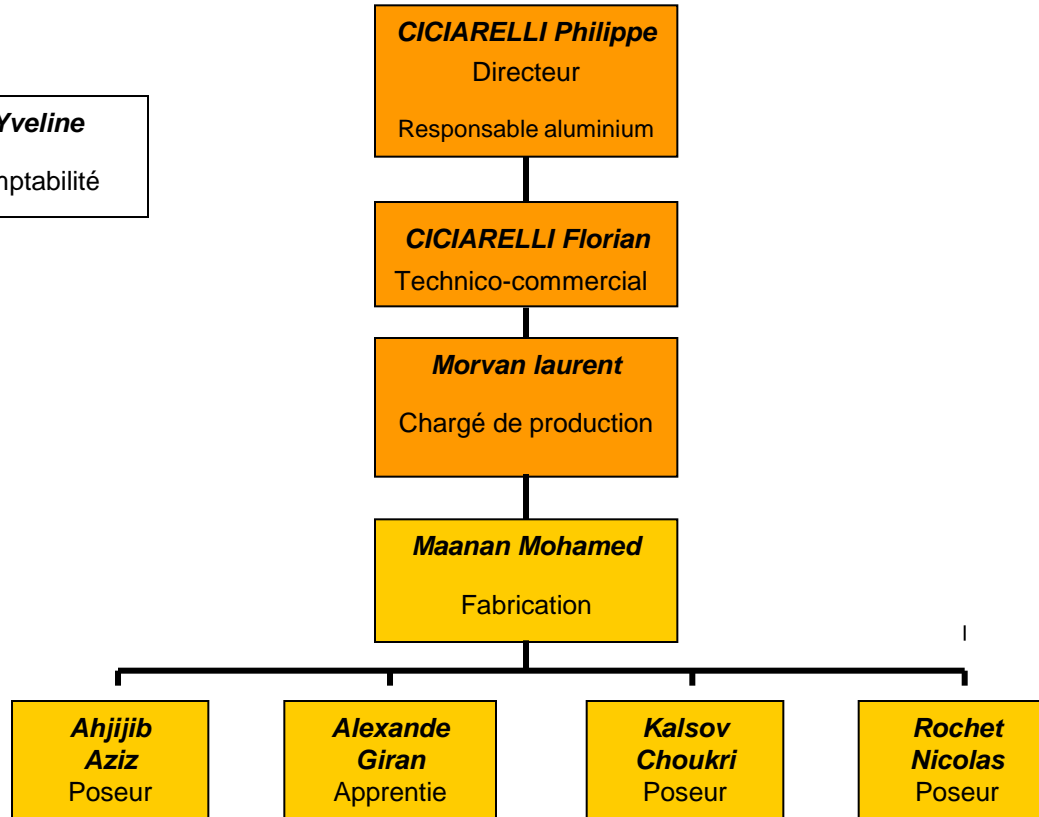 CICIARELLI Philippe
Directeur
Responsable aluminium
Yveline
mptabilité
CICIARELLI Florian
Technico-commercial
Morvan laurent
Chargé de production
Maanan Mohamed
Fabrication
Ahjijib
Aziz
Poseur
Alexande
Giran
Apprentie
Kalsov
Choukri
Poseur
Rochet
Nicolas
Poseur